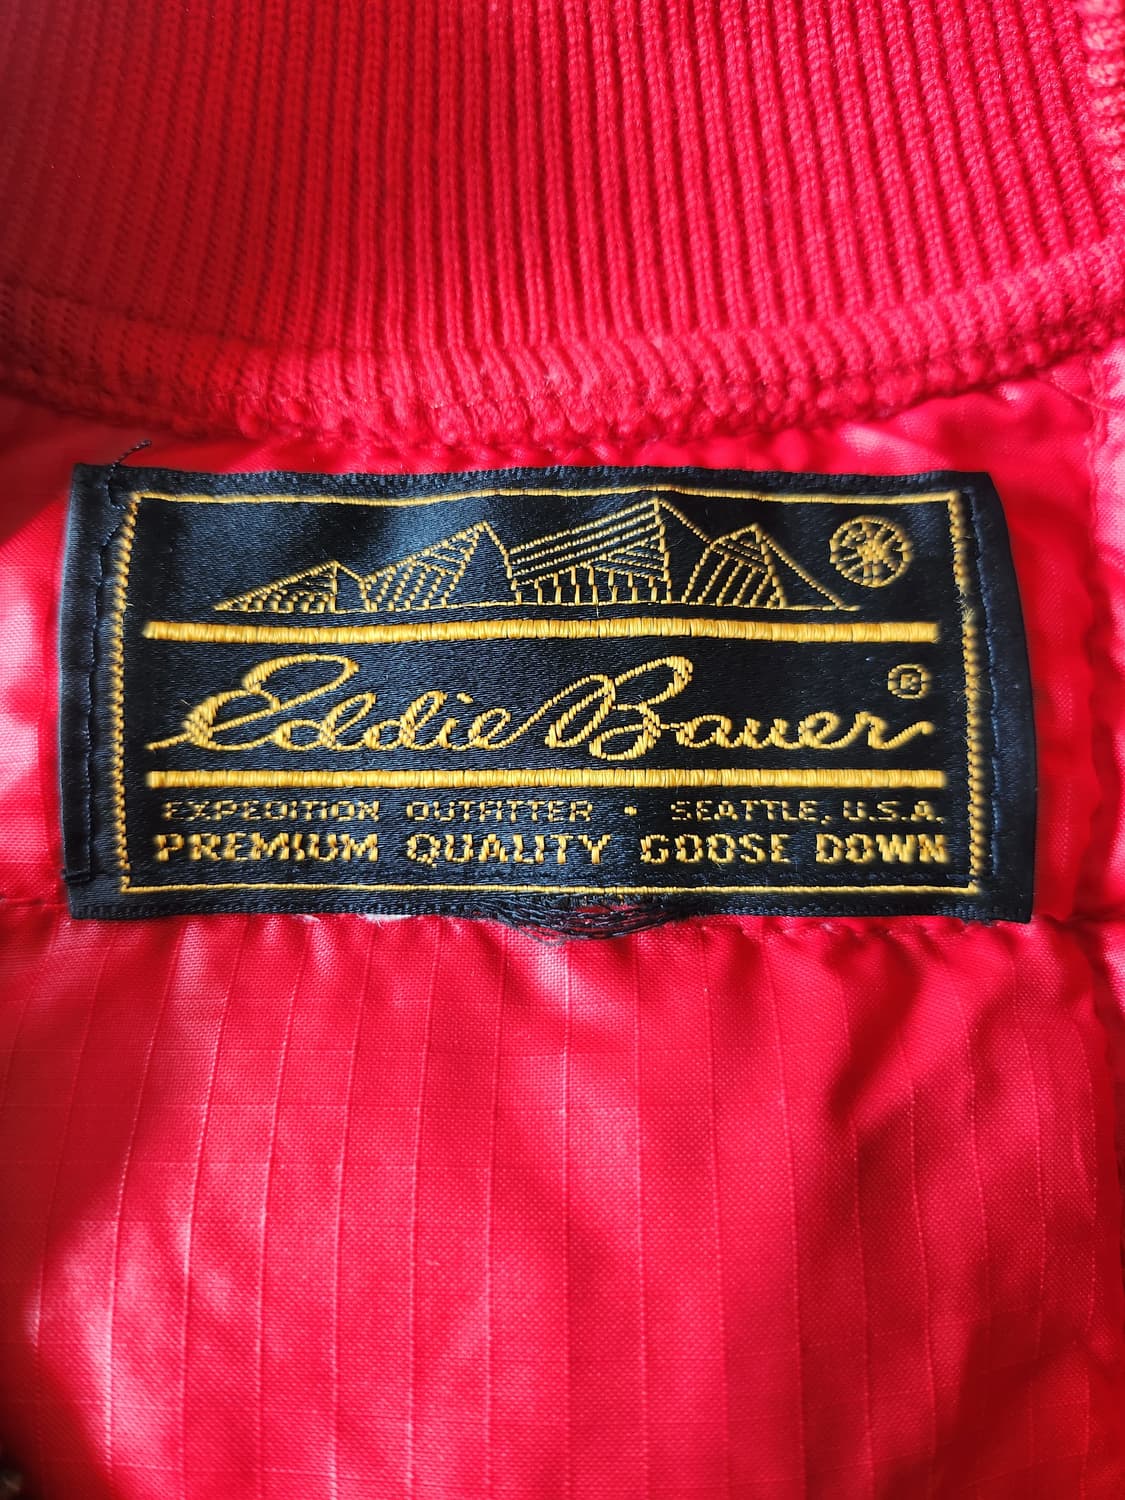 ®
Eddie Bauer
EXPEDITION OUTFITTER · SEATTLE, U.S.A.
PREMIUM QUALITY GOOSE DOWN